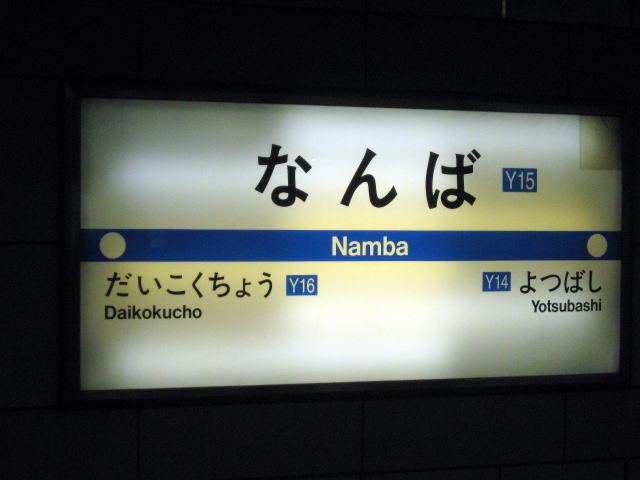 なんば Y15
Namba
だいこくちょう Y16
Daikokucho
Y14 よつばし
Yotsubashi